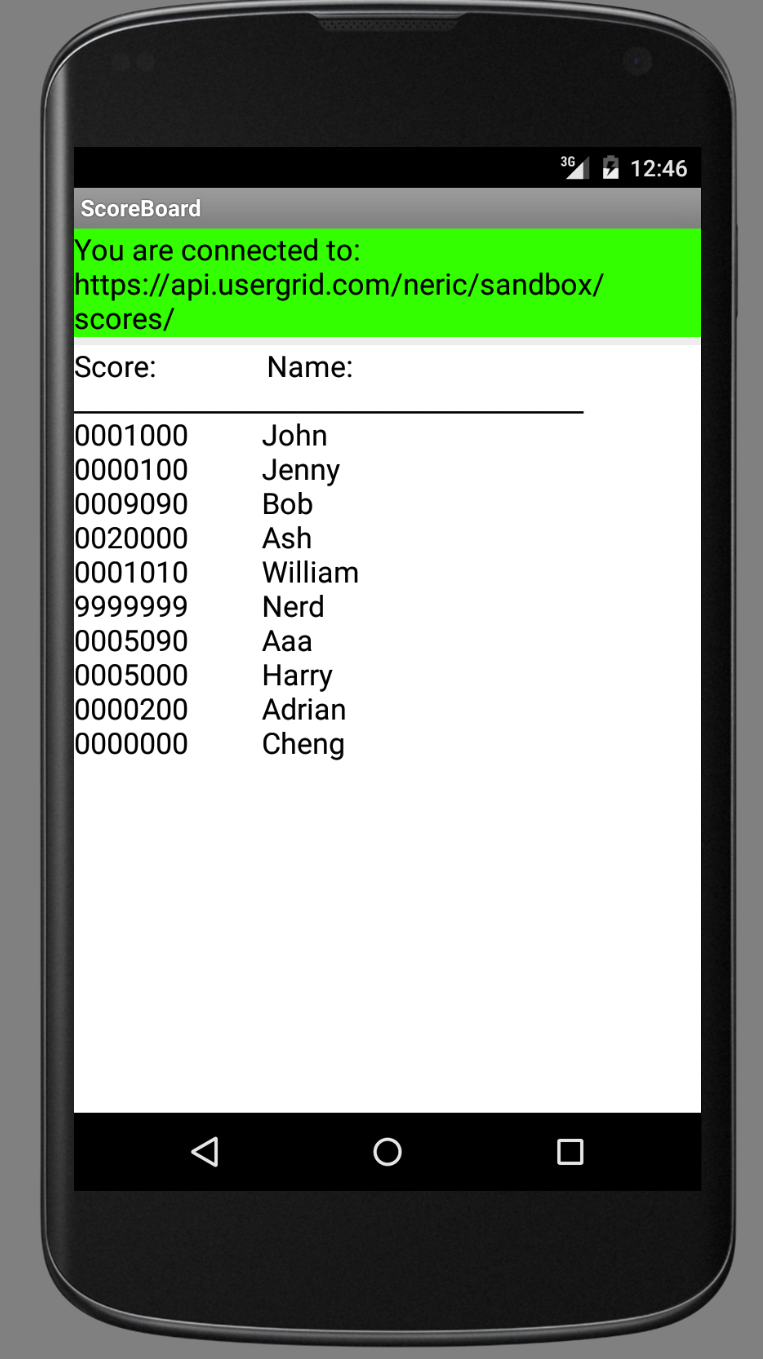 3G 12:46
ScoreBoard
You are connected to:
https://api.usergrid.com/neric/sandbox/
scores/
Score: Name:
0001000 John
0000100 Jenny
0009090 Bob
0020000 Ash
0001010 William
9999999 Nerd
0005090 Aaa
0005000 Harry
0000200 Adrian
0000000 Cheng